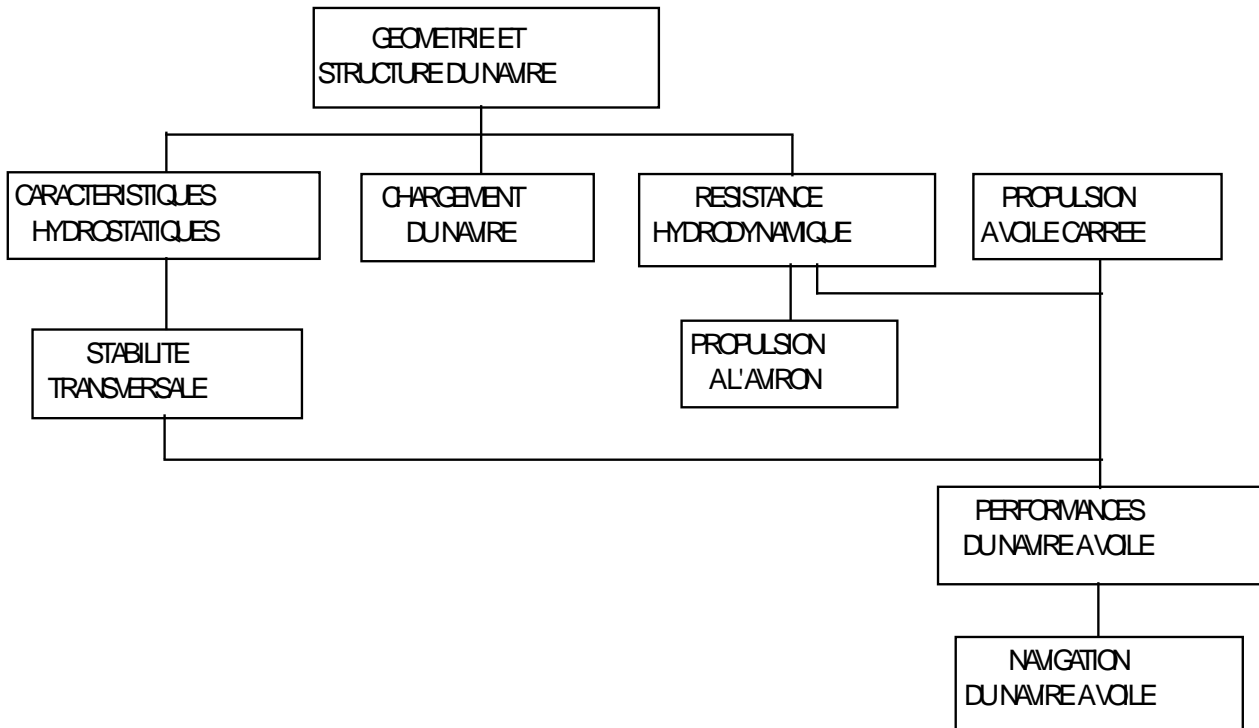 GEOMETRIE ET
STRUCTURE DU NAVIRE
CARACTERISTIQUES
HYDROSTATIQUES
CHARGEMENT
DU NAVIRE
RESISTANCE
HYDRODYNAMIQUE
PROPULSION
A VOILE CARREE
STABILITE
TRANSVERSALE
PROPULSION
A L'AVIRON
PERFORMANCES
DU NAVIRE A VOILE
NAVIGATION
DU NAVIRE A VOILE